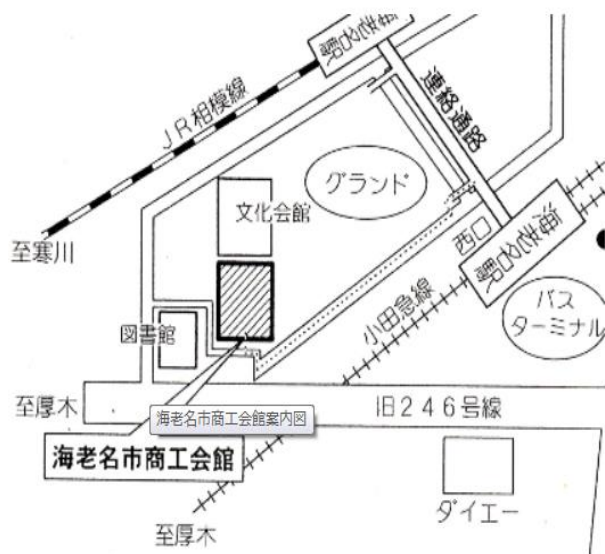 海老名駅
JR相模線
連絡通路
グランド
文化会館
至寒川
西口
海老名駅
小田急線
バス
ターミナル
図書館
至厚木
旧246号線
海老名市商工会館案内図
海老名市商工会館
ダイエー
至厚木